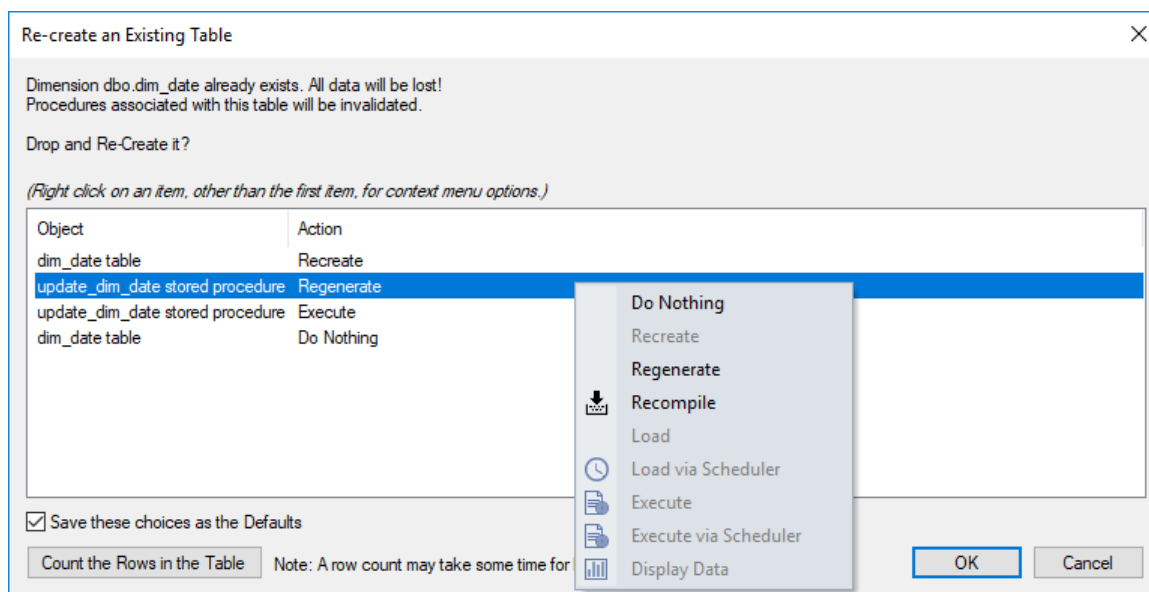 Re-create an Existing Table
Dimension dbo.dim_date already exists. All data will be lost!
Procedures associated with this table will be invalidated.
Drop and Re-Create it?
(Right click on an item, other than the first item, for context menu options.)
Object Action
dim_date table Recreate
update_dim_date stored procedure Regenerate
update_dim_date stored procedure Execute
dim_date table Do Nothing
Do Nothing
Recreate
Regenerate
Recompile
Load
Load via Scheduler
Execute
Execute via Scheduler
Display Data
Save these choices as the Defaults
Count the Rows in the Table Note: A row count may take some time for
OK Cancel